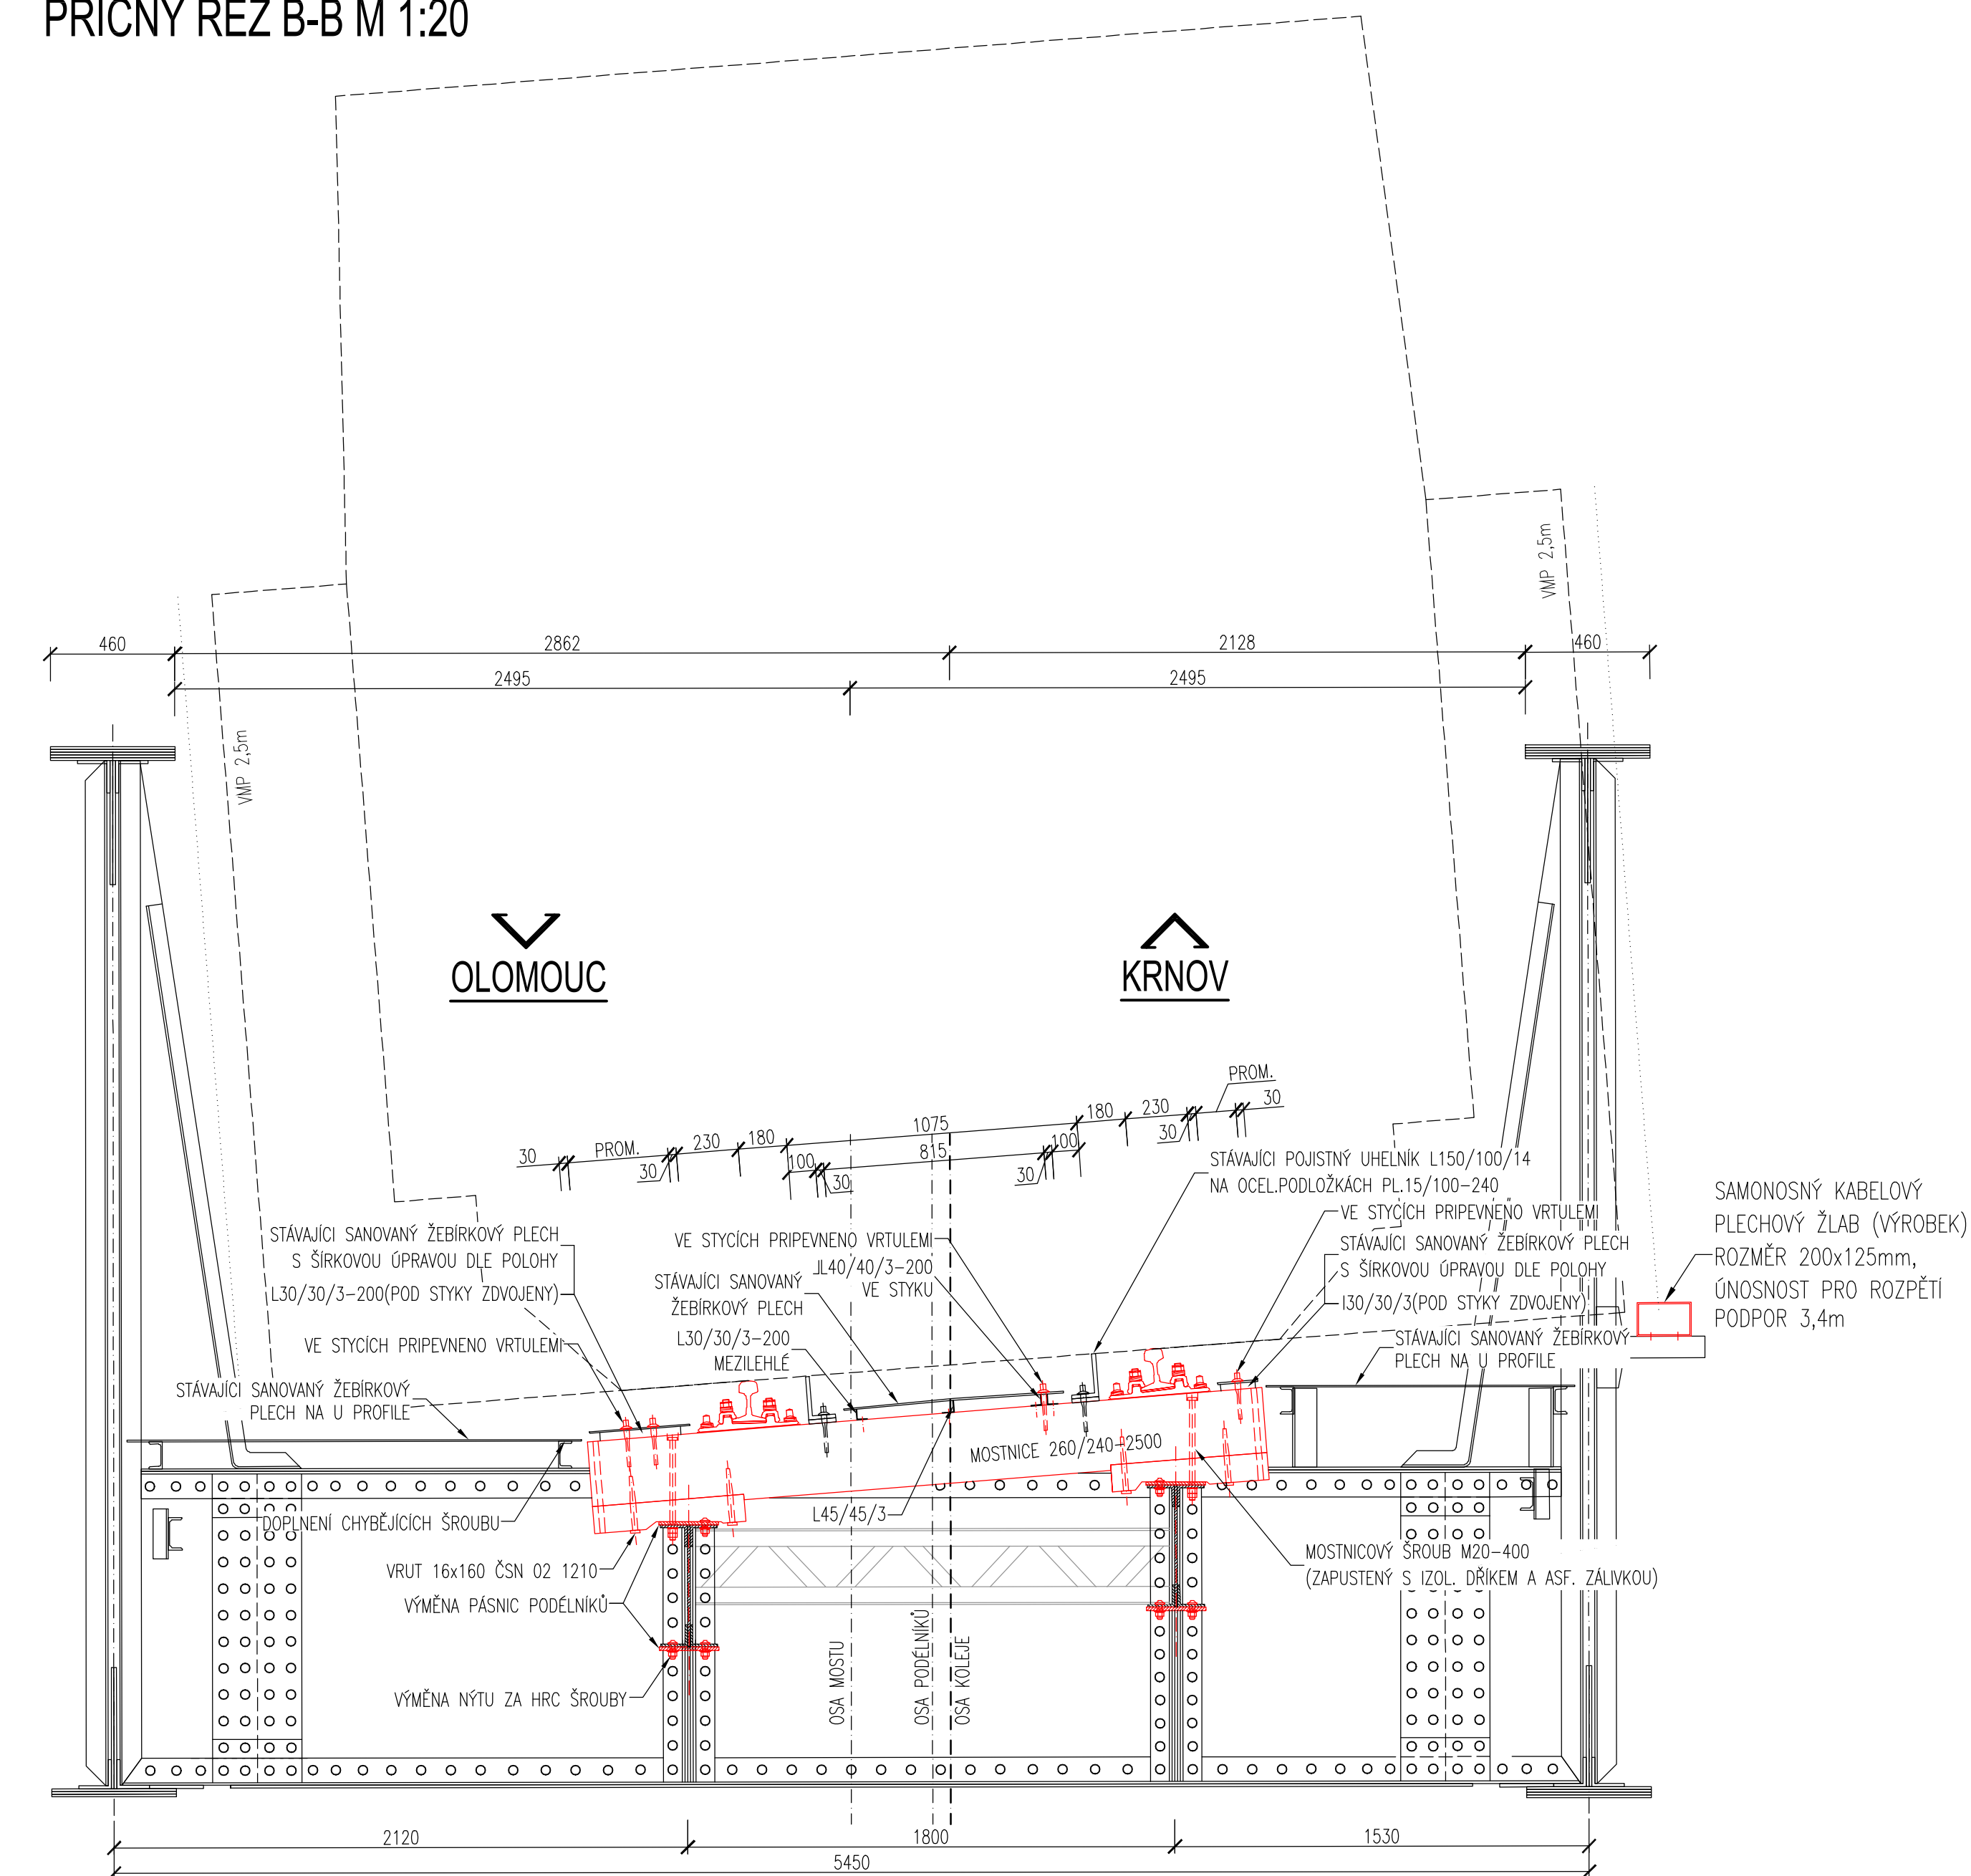 PŘÍČNÝ ŘEZ B-B M 1:20
VMP 2,5m
460
2862
2128
460
2495
2495
VMP 2,5m
OLOMOUC
KRNOV
30
PROM.
30
230
180
1075
180
230
30
PROM.
30
100
30
815
30
100
STÁVAJÍCI POJISTNÝ UHELNÍK L150/100/14
NA OCEL.PODLOŽKÁCH PL.15/100-240
SAMONOSNÝ KABELOVÝ
PLECHOVÝ ŽLAB (VÝROBEK)
ROZMĚR 200x125mm,
ÚNOSNOST PRO ROZPĚTÍ
PODPOR 3,4m
VE STYCÍCH PRIPEVNENO VRTULEMI
STÁVAJÍCI SANOVANÝ ŽEBÍRKOVÝ PLECH
S ŠÍRKOVOU ÚPRAVOU DLE POLOHY
I30/30/3(POD STYKY ZDVOJENY)
STÁVAJÍCI SANOVANÝ ŽEBÍRKOVÝ
PLECH NA U PROFILE
STÁVAJÍCI SANOVANÝ ŽEBÍRKOVÝ PLECH
S ŠÍRKOVOU ÚPRAVOU DLE POLOHY
L30/30/3-200(POD STYKY ZDVOJENY)
VE STYCÍCH PRIPEVNENO VRTULEMI
STÁVAJÍCI SANOVANÝ ŽEBÍRKOVÝ
PLECH NA U PROFILE
VE STYCÍCH PRIPEVNENO VRTULEMI
JL40/40/3-200
VE STYKU
STÁVAJÍCI SANOVANÝ
ŽEBÍRKOVÝ PLECH
L30/30/3-200
MEZILEHLÉ
MOSTNICE 260/240-2500
L45/45/3
DOPLNENÍ CHYBĚJÍCÍCH ŠROUBU
VRUT 16x160 ČSN 02 1210
VÝMĚNA PÁSNIC PODÉLNÍKŮ
VÝMĚNA NÝTU ZA HRC ŠROUBY
MOSTNICOVÝ ŠROUB M20-400
(ZAPUSTENÝ S IZOL. DŘÍKEM A ASF. ZÁLIVKOU)
OSA MOSTU
OSA PODÉLNÍKŮ
OSA KOLEJE
2120
1800
1530
5450